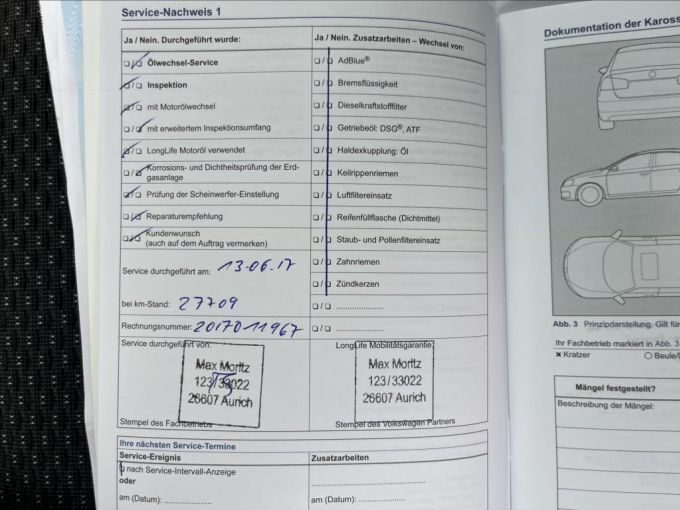 Service-Nachweis 1
Ja / Nein. Durchgeführt wurde:
Ölwechsel-Service
Inspektion
mit Motorölwechsel
mit erweitertem Inspektionsumfang
LongLife Motoröl verwendet
Korrosions- und Dichtheitsprüfung der Erd-
gasanlage
Prüfung der Scheinwerfer-Einstellung
Reparaturempfehlung
Kundenwunsch
(auch auf dem Auftrag vermerken)
Service durchgeführt am: 13.06.17
bei km-Stand: 27709
Rechnungsnummer: 2017011967
Service durchgeführt von:
Max Moritz
123/33022
26607 Aurich
Stempel des Fachbetriebs
Ja / Nein. Zusatzarbeiten – Wechsel von:
AdBlue®
Bremsflüssigkeit
Dieselkraftstofffilter
Getriebeöl: DSG®, ATF
Haldexkupplung: Öl
Keilrippenriemen
Luftfiltereinsatz
Reifenfüllflasche (Dichtmittel)
Staub- und Pollenfiltereinsatz
Zahnriemen
Zündkerzen
LongLife Mobilitätsgarantie:
Max Moritz
123/33022
26607 Aurich
Stempel des Volkswagen Partners
Ihre nächsten Service-Termine
Service-Ereignis
nach Service-Intervall-Anzeige
oder
am (Datum): ..............
Zusatzarbeiten
am (Datum): ..............
Dokumentation der Kaross
Abb. 3 Prinzipdarstellung. Gilt für
Ihr Fachbetrieb markiert in Abb. 3
× Kratzer
O Beule/
Mängel festgestellt?
Beschreibung der Mängel: